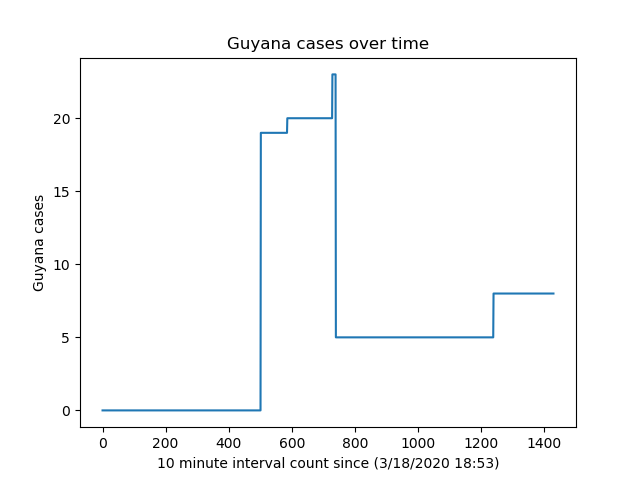 Guyana cases over time
20
15
10
5
0
Guyana cases
0 200 400 600 800 1000 1200 1400
10 minute interval count since (3/18/2020 18:53)